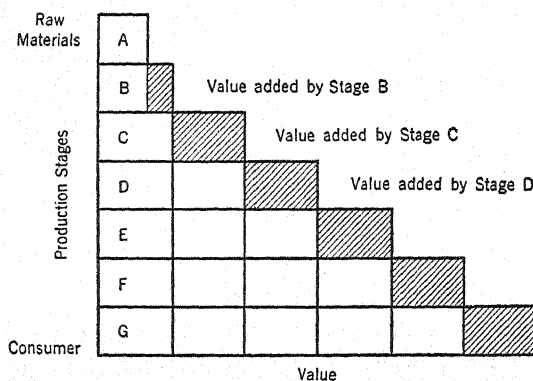 Raw
Materials
A
B
Value added by Stage B
C
Value added by Stage C
D
Value added by Stage D
E
F
G
Consumer
Production Stages
Value